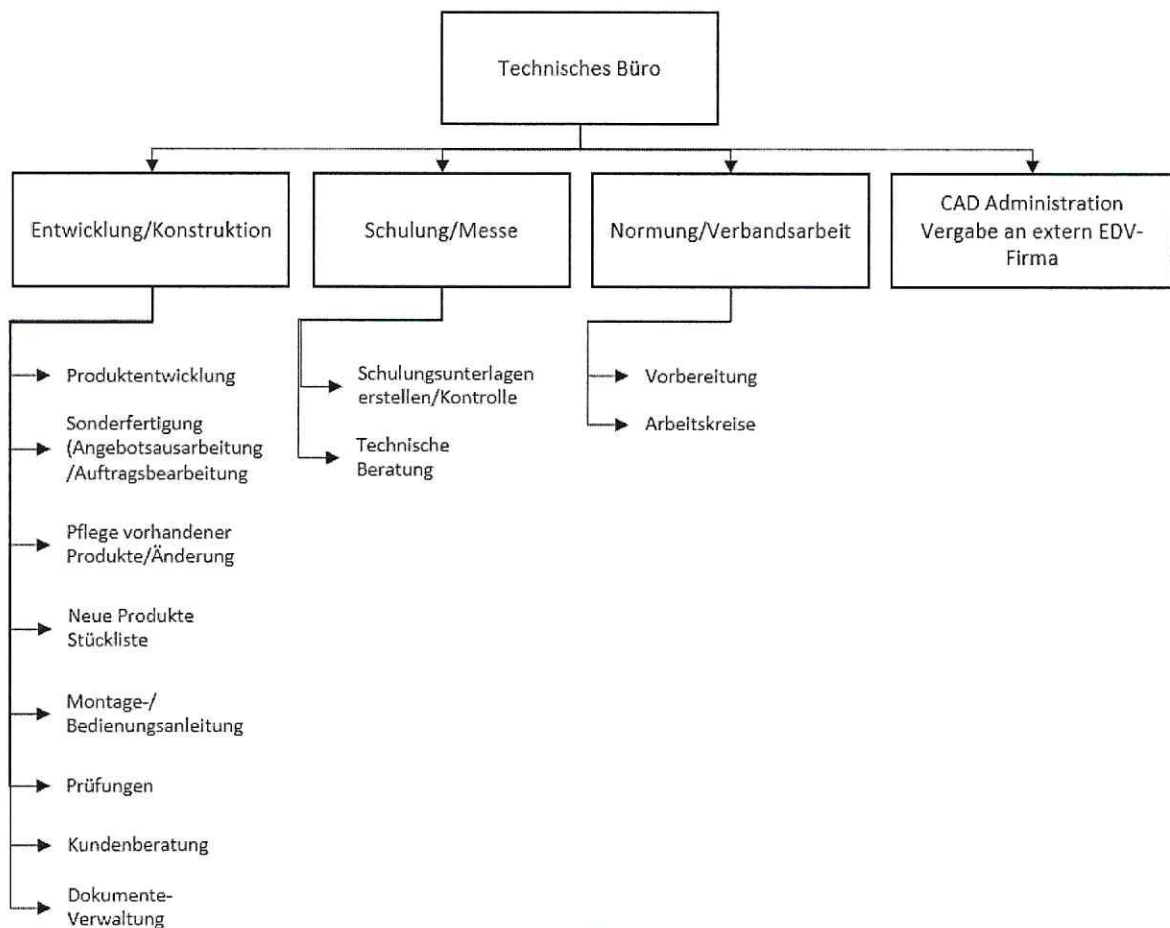 Technisches Büro
Entwicklung/Konstruktion
Schulung/Messe
Normung/Verbandsarbeit
CAD Administration
Vergabe an extern EDV-
Firma
Produktentwicklung
Sonderfertigung
(Angebotsausarbeitung
/Auftragsbearbeitung
Pflege vorhandener
Produkte/Änderung
Neue Produkte
Stückliste
Montage-/
Bedienungsanleitung
Prüfungen
Kundenberatung
Dokumente-
Verwaltung
Schulungsunterlagen
erstellen/Kontrolle
Technische
Beratung
Vorbereitung
Arbeitskreise